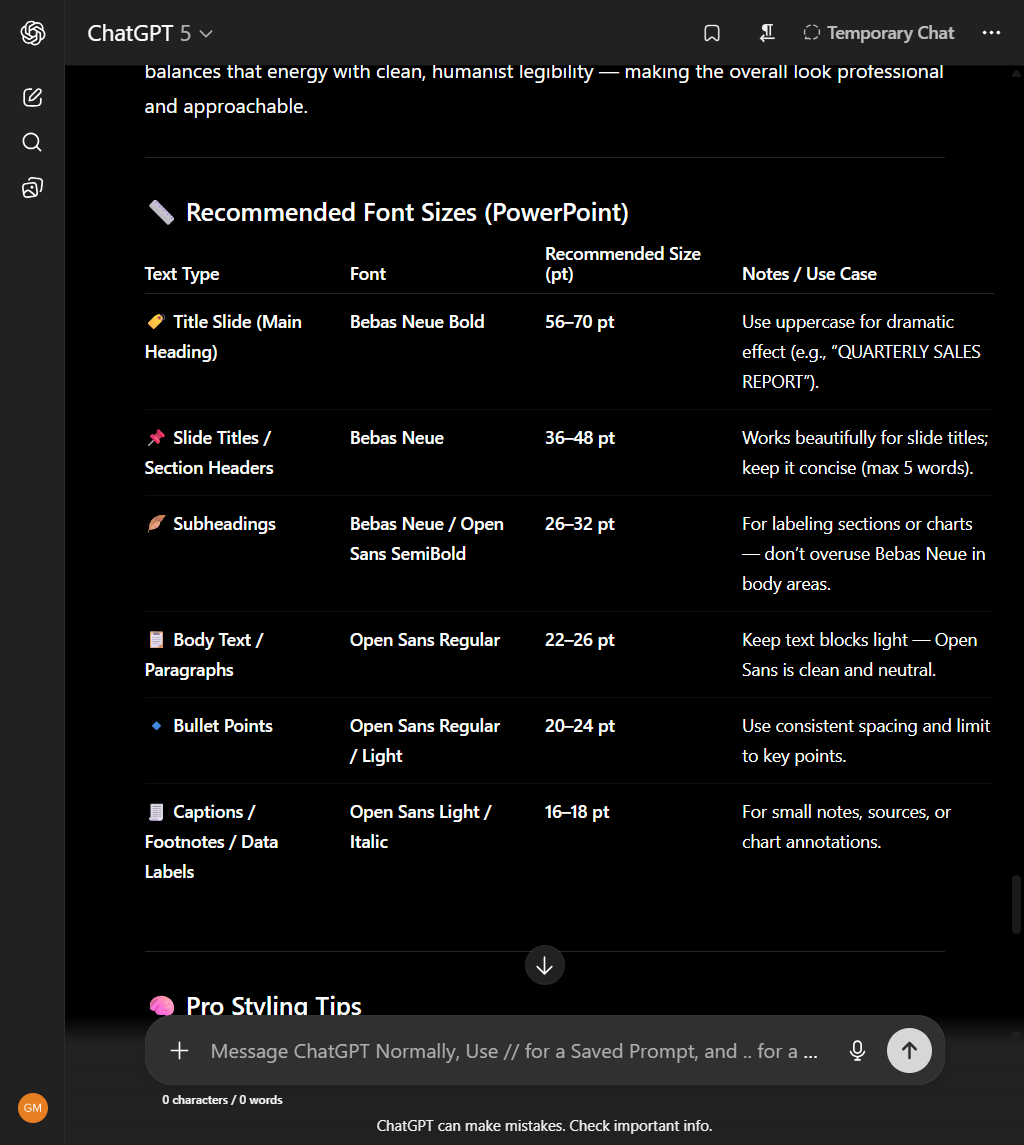 ChatGPT 5
Temporary Chat
balances that energy with clean, humanist legibility — making the overall look professional
and approachable.
Recommended Font Sizes (PowerPoint)
Text Type
Font
Recommended Size
(pt)
Notes / Use Case
Title Slide (Main
Heading)
Bebas Neue Bold
56–70 pt
Use uppercase for dramatic
effect (e.g., “QUARTERLY SALES
REPORT”).
Slide Titles /
Section Headers
Bebas Neue
36–48 pt
Works beautifully for slide titles;
keep it concise (max 5 words).
Subheadings
Bebas Neue / Open
Sans SemiBold
26–32 pt
For labeling sections or charts
— don’t overuse Bebas Neue in
body areas.
Body Text /
Paragraphs
Open Sans Regular
22–26 pt
Keep text blocks light — Open
Sans is clean and neutral.
Bullet Points
Open Sans Regular
/ Light
20–24 pt
Use consistent spacing and limit
to key points.
Captions /
Footnotes / Data
Labels
Open Sans Light /
Italic
16–18 pt
For small notes, sources, or
chart annotations.
Pro Styling Tips
Message ChatGPT Normally, Use // for a Saved Prompt, and .. for a ...
0 characters / 0 words
GM
ChatGPT can make mistakes. Check important info.